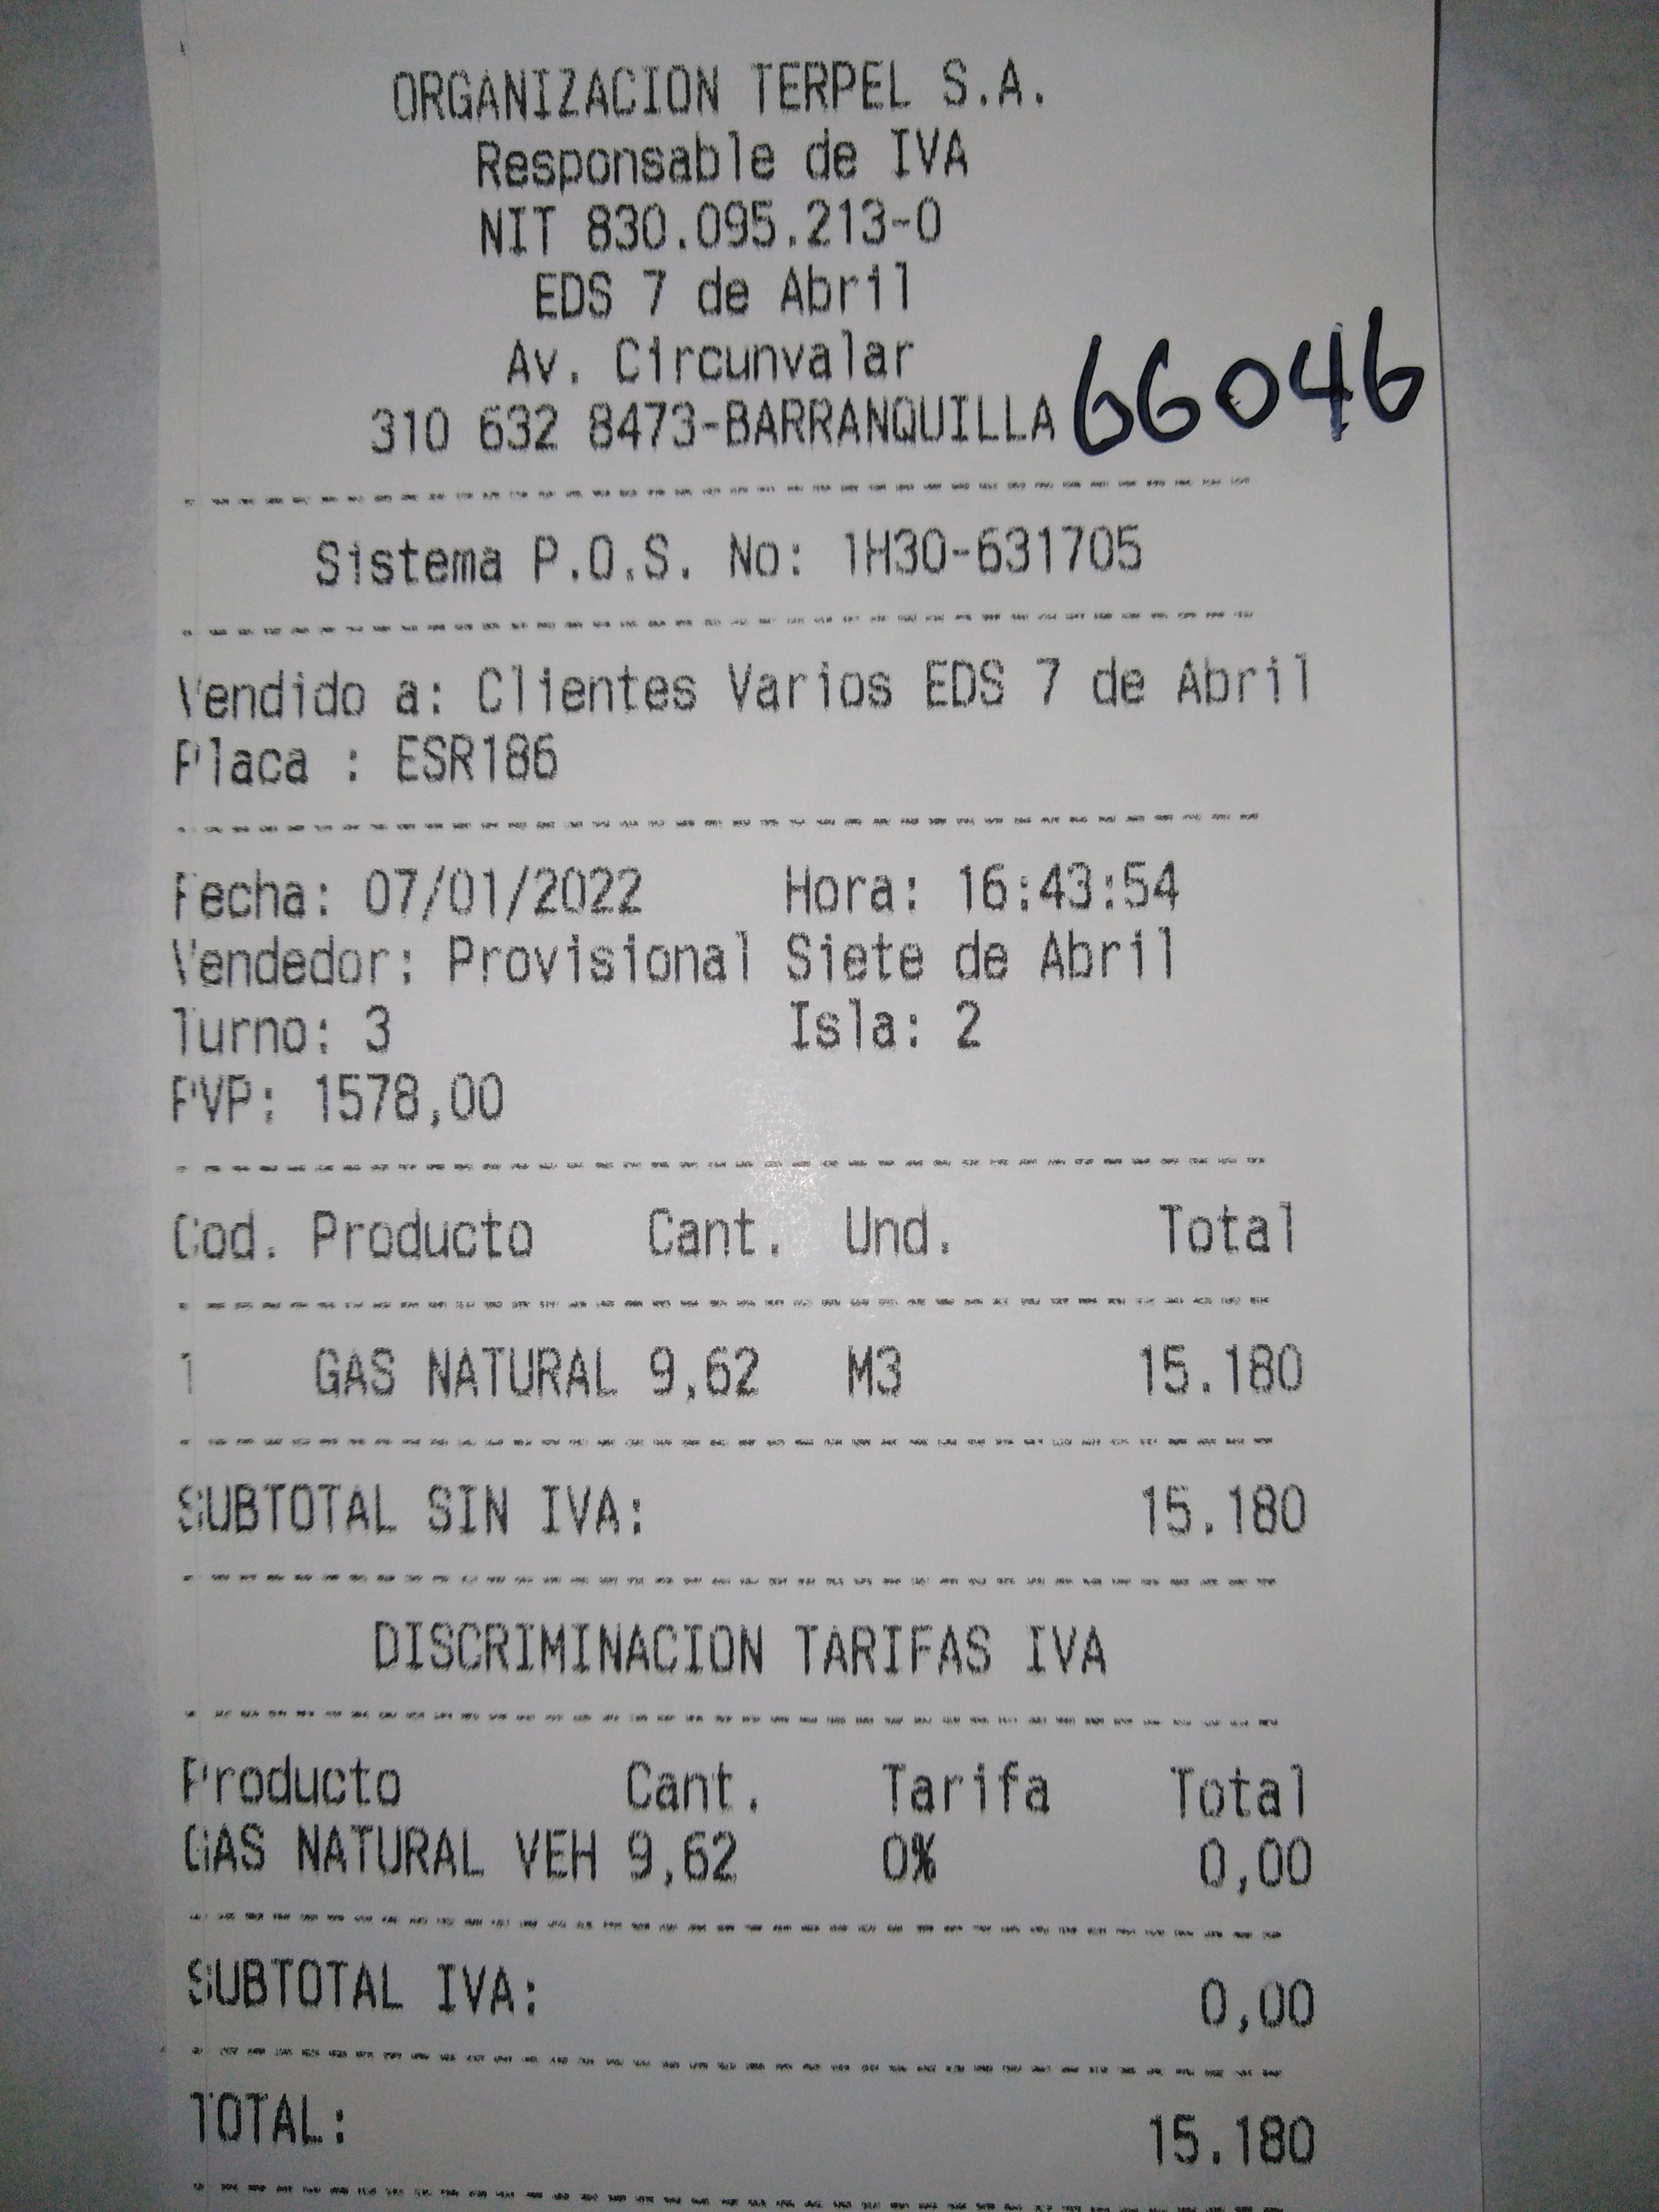 ORGANIZACION TERPEL S.A.
Responsable de IVA
NIT 830.095.213-0
EDS 7 de Abril
Av. Circunvalar
310 632 8473-BARRANQUILLA 66046
Sistema P.O.S. No: 1H30-631705
Vendido a: Clientes Varios EDS 7 de Abril
Placa : ESR186
Fecha: 07/01/2022 Hora: 16:43:54
Vendedor: Provisional Siete de Abril
Turno: 3 Isla: 2
PVP: 1578,00
Cod. Producto Cant. Und. Total
1 GAS NATURAL 9,62 M3 15.180
SUBTOTAL SIN IVA: 15.180
DISCRIMINACION TARIFAS IVA
Producto Cant. Tarifa Total
GAS NATURAL VEH 9,62 0% 0,00
SUBTOTAL IVA: 0,00
TOTAL: 15.180